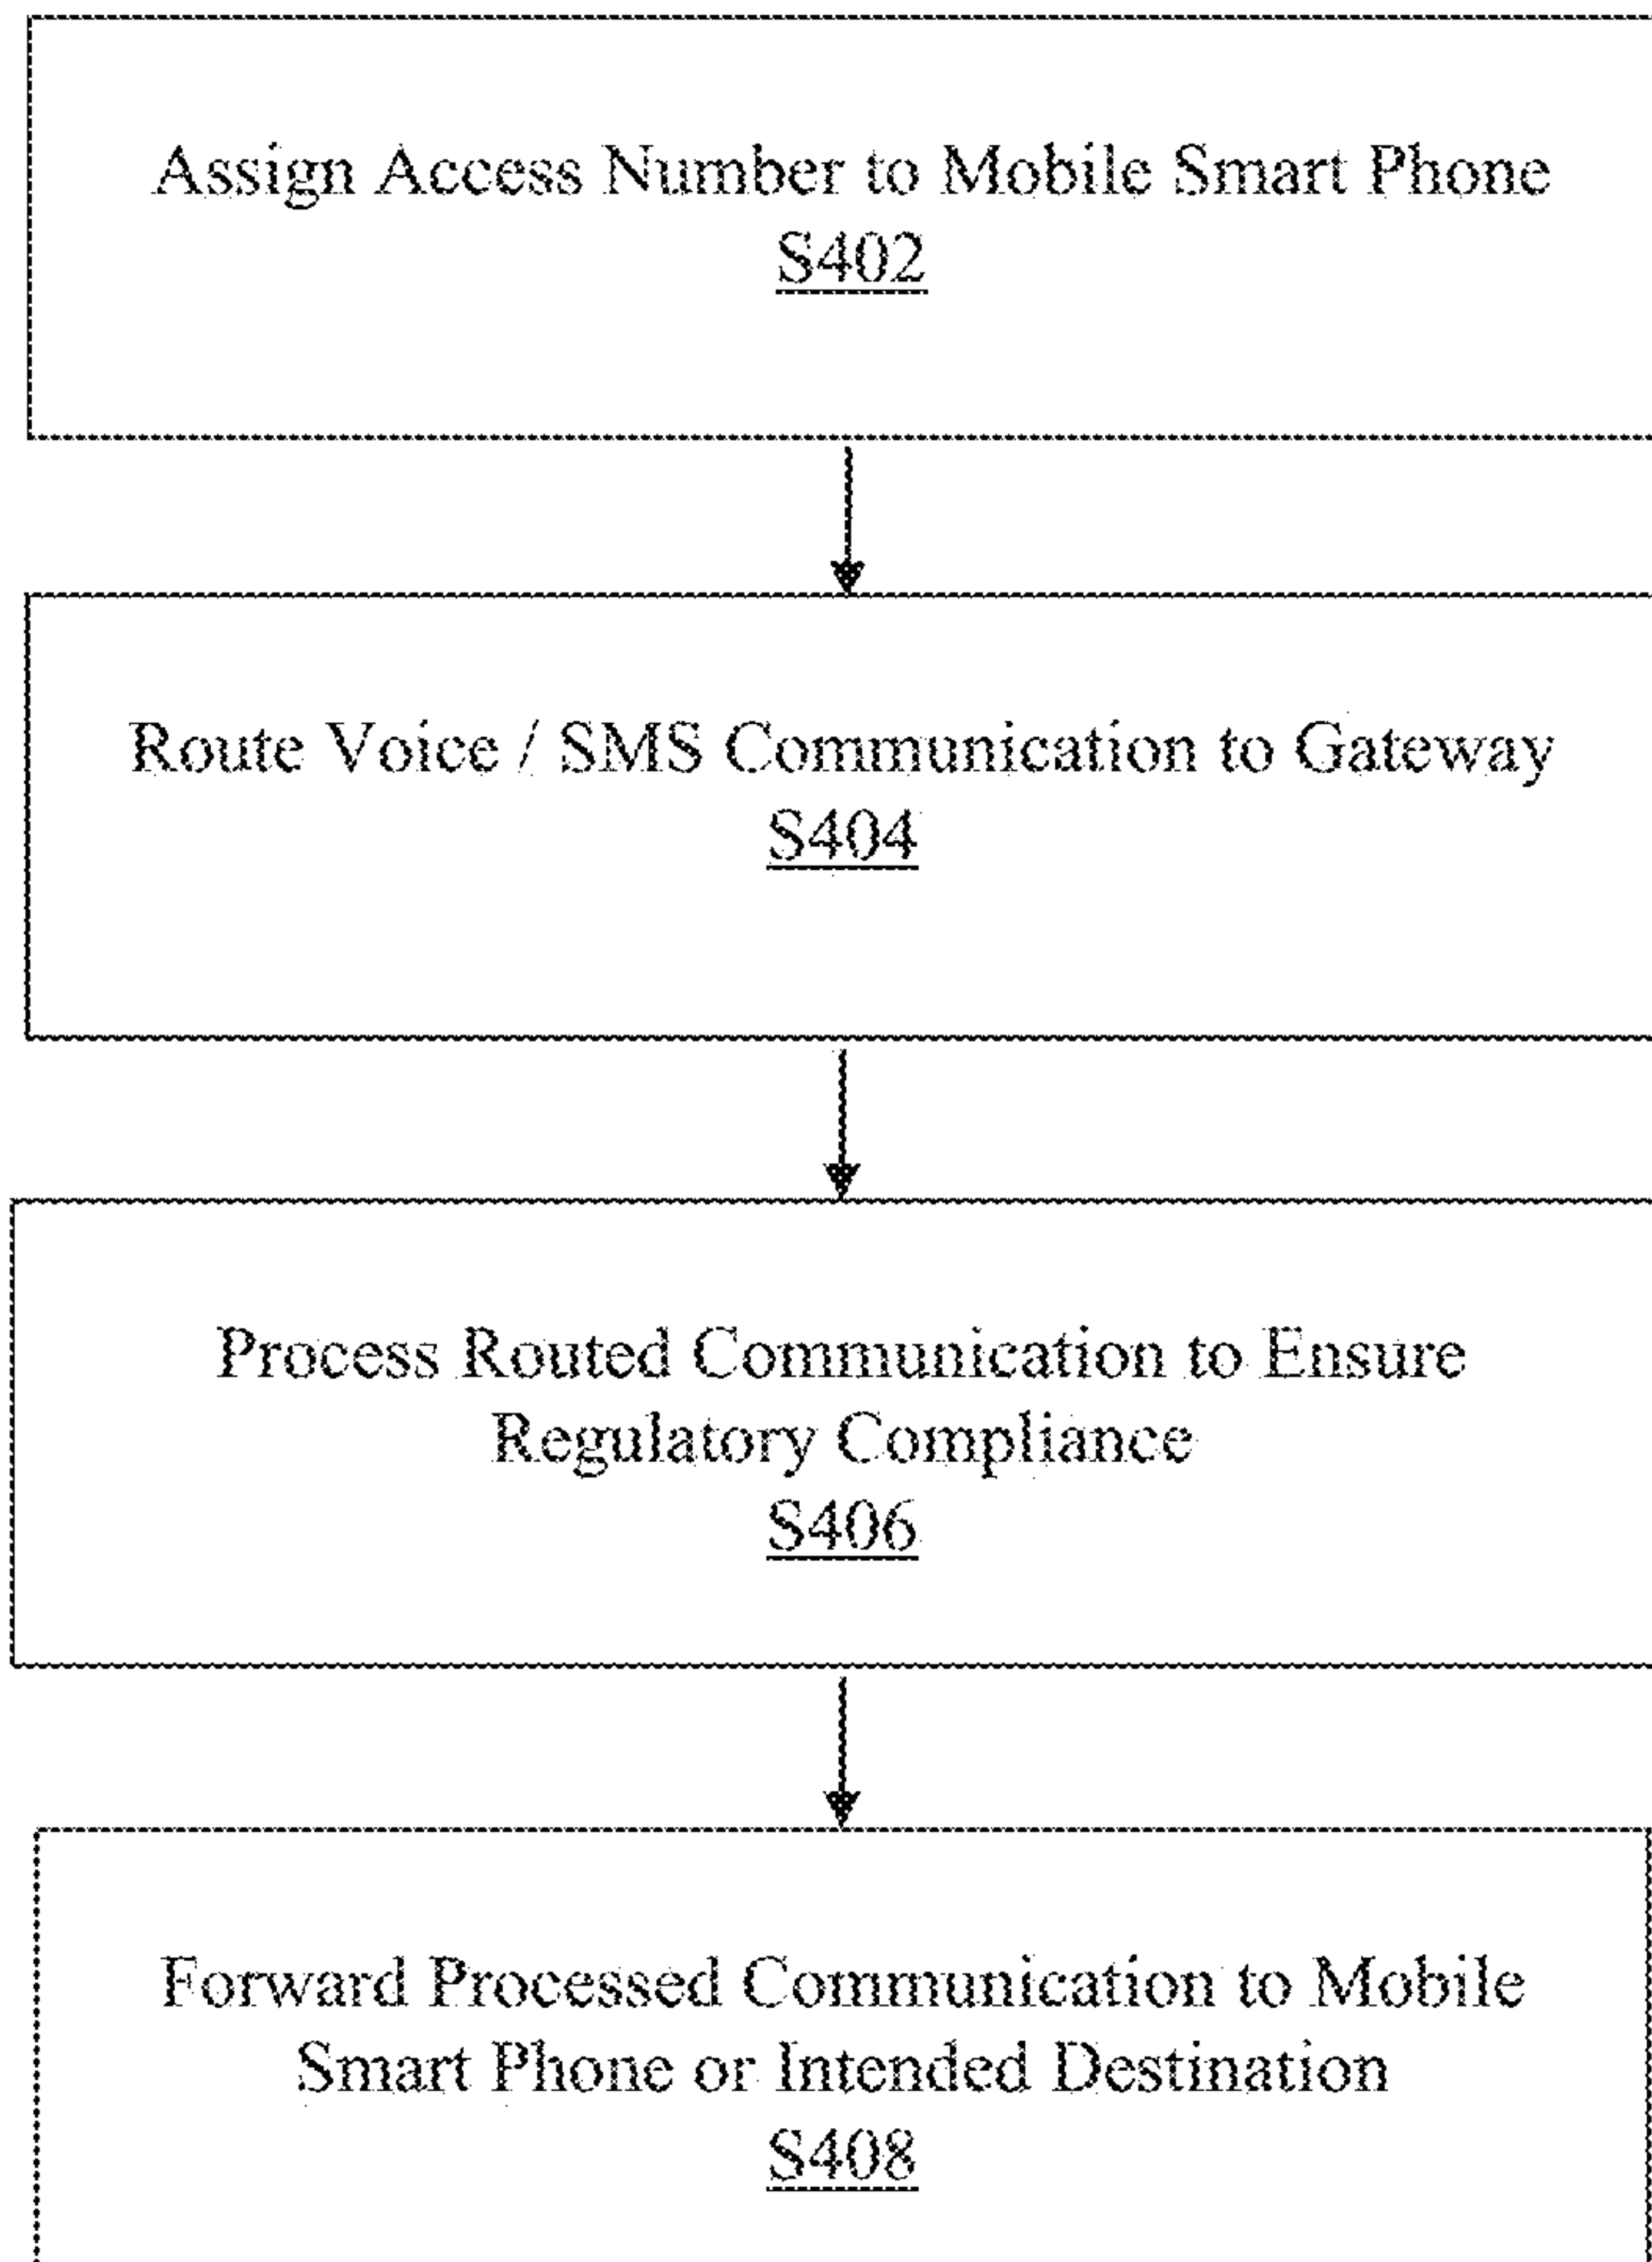 Assign Access Number to Mobile Smart Phone
S402
Route Voice / SMS Communication to Gateway
S404
Process Routed Communication to Ensure
Regulatory Compliance
S406
Forward Processed Communication to Mobile
Smart Phone or Intended Destination
S408